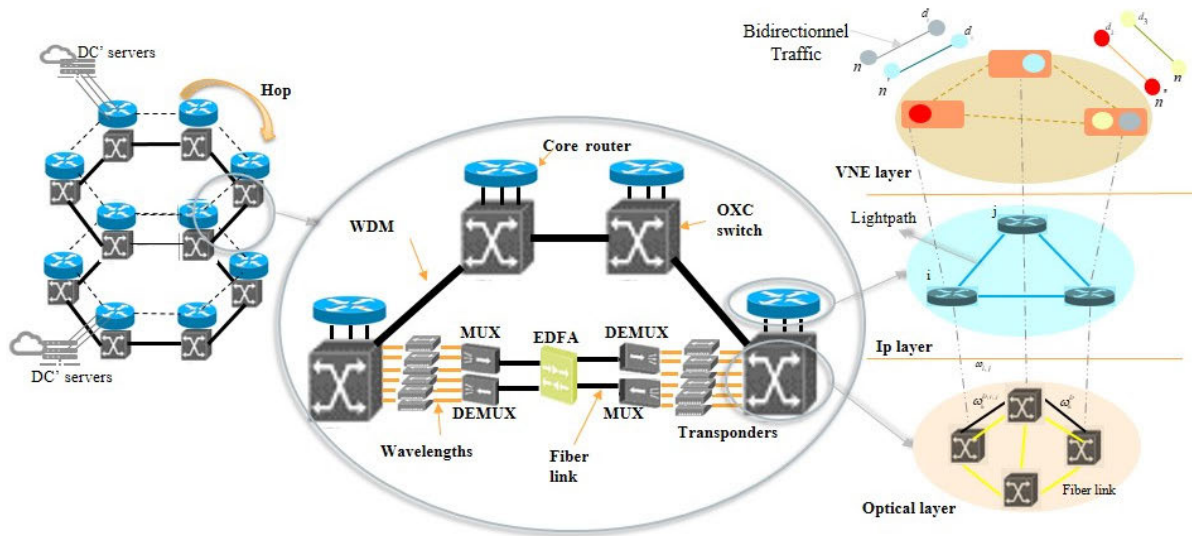 DC' servers
Hop
DC' servers
Core router
WDM
OXC
switch
MUX
EDFA
DEMUX
DEMUX
MUX
Wavelengths
Fiber
link
Transponders
Bidirectionnel
Traffic
n
n
n
n
VNE layer
Lightpath
j
i
Ip layer
Fiber link
Optical layer